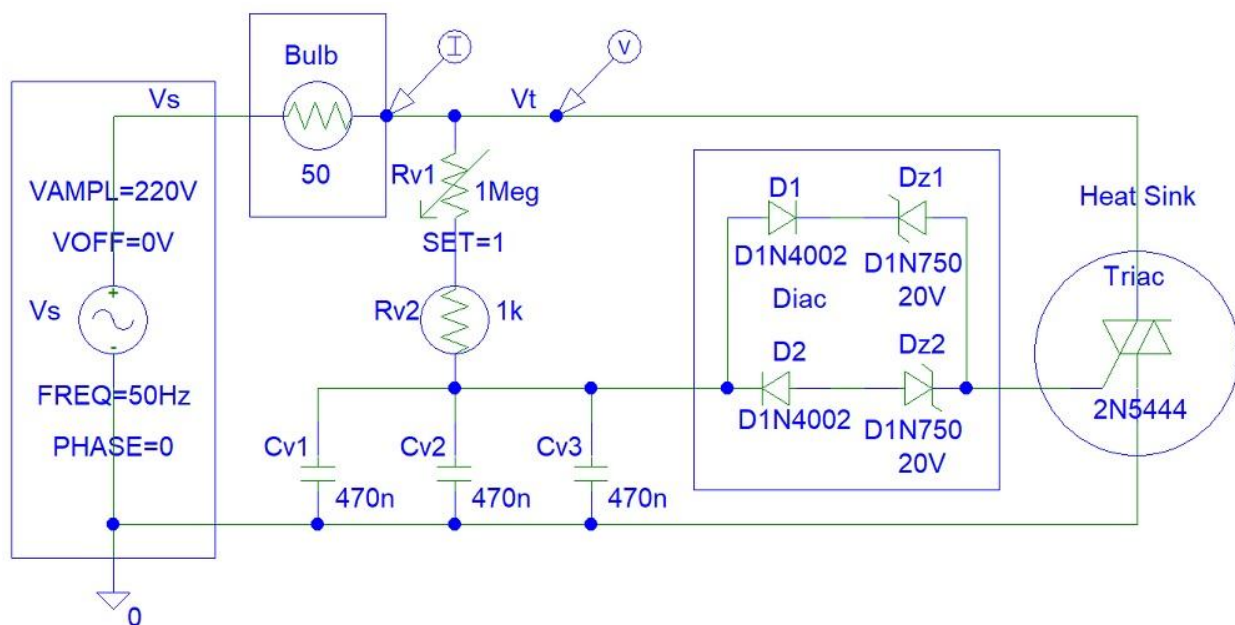 Bulb
I
V
Vs
Vt
50
Rv1
1Meg
SET=1
VAMPL=220V
VOFF=0V
Vs
+
-
FREQ=50Hz
PHASE=0
Rv2
1k
D1
Dz1
D1N4002
D1N750
20V
Diac
D2
Dz2
D1N4002
D1N750
20V
Heat Sink
Triac
2N5444
Cv1
Cv2
Cv3
470n
470n
470n
0